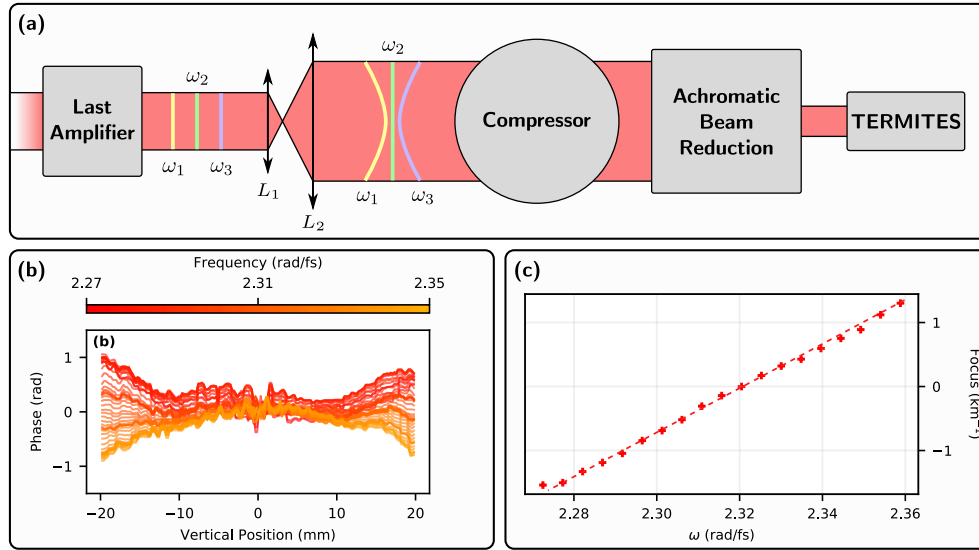 (a)
Last
Amplifier
ω₂
ω₁
ω₃
L₁
L₂
ω₂
ω₁
ω₃
Compressor
Achromatic
Beam
Reduction
TERMITES
(b)
Frequency (rad/fs)
2.27
2.31
2.35
(b)
Phase (rad)
1
0
−1
−20
−10
0
10
20
Vertical Position (mm)
(c)
1
0
−1
Focus (km⁻¹)
2.28
2.30
2.32
2.34
2.36
ω (rad/fs)